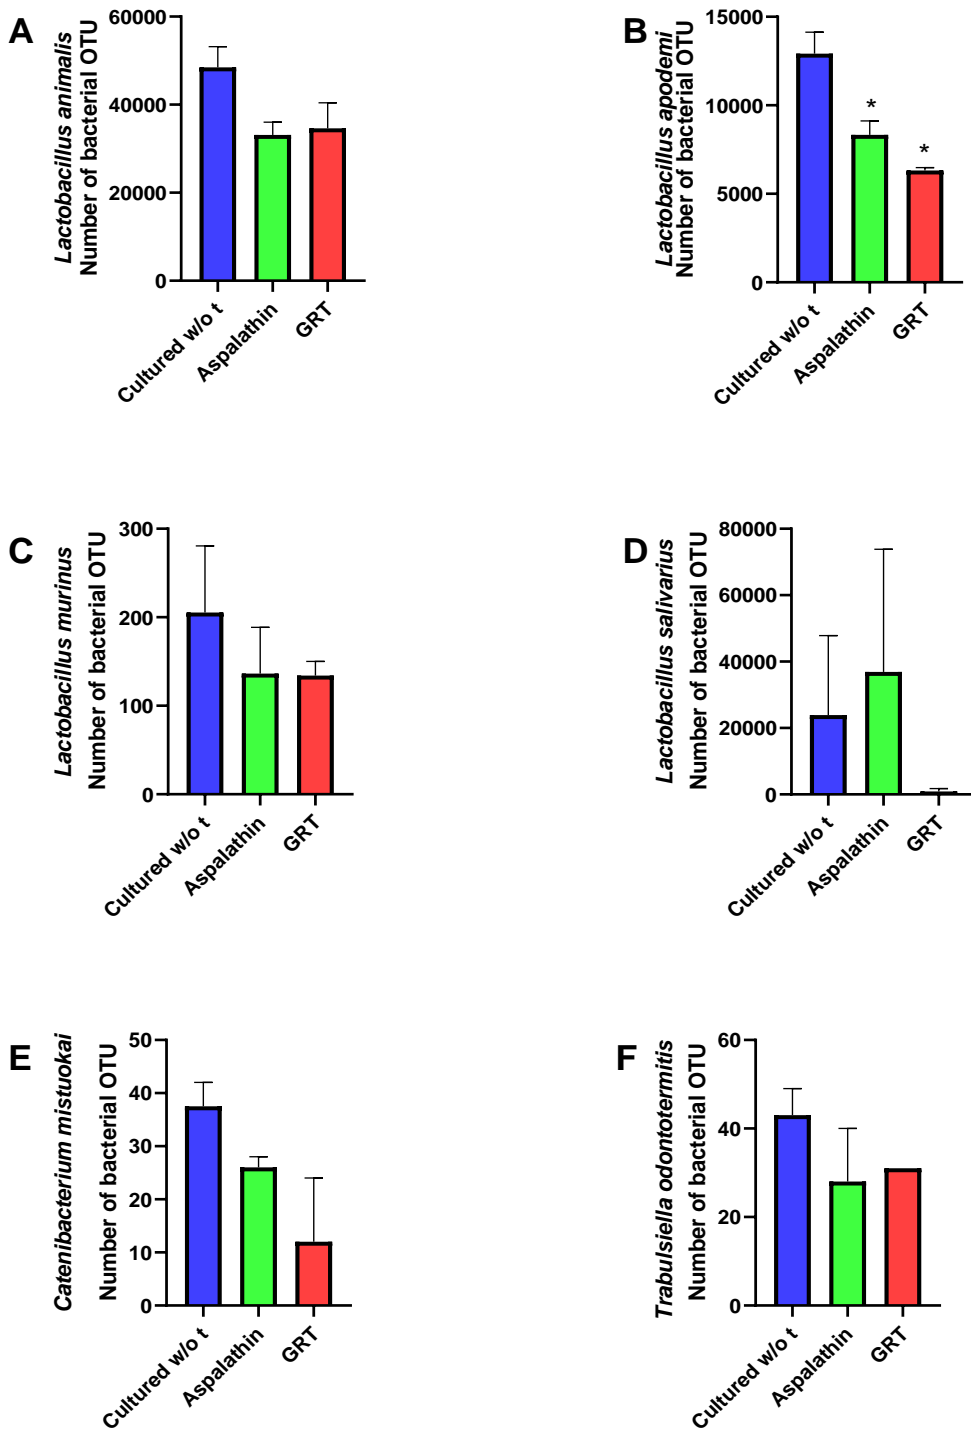 A
Lactobacillus animalis
Number of bacterial OTU
60000
40000
20000
0
Cultured w/o t
Aspalathin
GRT
B
Lactobacillus apodemi
Number of bacterial OTU
15000
10000
5000
0
*
*
Cultured w/o t
Aspalathin
GRT
C
Lactobacillus murinus
Number of bacterial OTU
300
200
100
0
Cultured w/o t
Aspalathin
GRT
D
Lactobacillus salivarius
Number of bacterial OTU
80000
60000
40000
20000
0
Cultured w/o t
Aspalathin
GRT
E
Catenibacterium mistuokai
Number of bacterial OTU
50
40
30
20
10
0
Cultured w/o t
Aspalathin
GRT
F
Trabulsiella odontotermitis
Number of bacterial OTU
60
40
20
0
Cultured w/o t
Aspalathin
GRT